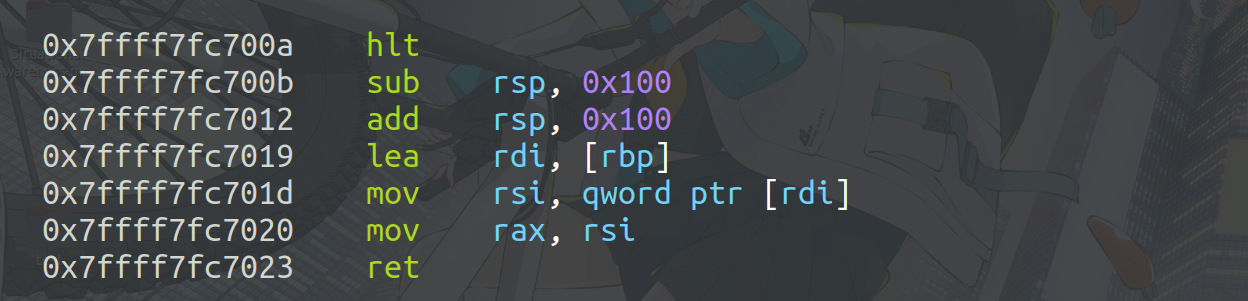 0x7ffff7fc700a hlt
0x7ffff7fc700b sub rsp, 0x100
0x7ffff7fc7012 add rsp, 0x100
0x7ffff7fc7019 lea rdi, [rbp]
0x7ffff7fc701d mov rsi, qword ptr [rdi]
0x7ffff7fc7020 mov rax, rsi
0x7ffff7fc7023 ret